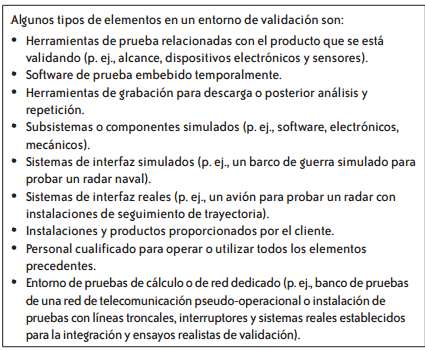 Algunos tipos de elementos en un entorno de validación son:
• Herramientas de prueba relacionadas con el producto que se está
validando (p. ej., alcance, dispositivos electrónicos y sensores).
• Software de prueba embebido temporalmente.
• Herramientas de grabación para descarga o posterior análisis y
repetición.
• Subsistemas o componentes simulados (p. ej., software, electrónicos,
mecánicos).
• Sistemas de interfaz simulados (p. ej., un barco de guerra simulado para
probar un radar naval).
• Sistemas de interfaz reales (p. ej., un avión para probar un radar con
instalaciones de seguimiento de trayectoria).
• Instalaciones y productos proporcionados por el cliente.
• Personal cualificado para operar o utilizar todos los elementos
precedentes.
• Entorno de pruebas de cálculo o de red dedicado (p. ej., banco de pruebas
de una red de telecomunicación pseudo-operacional o instalación de
pruebas con líneas troncales, interruptores y sistemas reales establecidos
para la integración y ensayos realistas de validación).